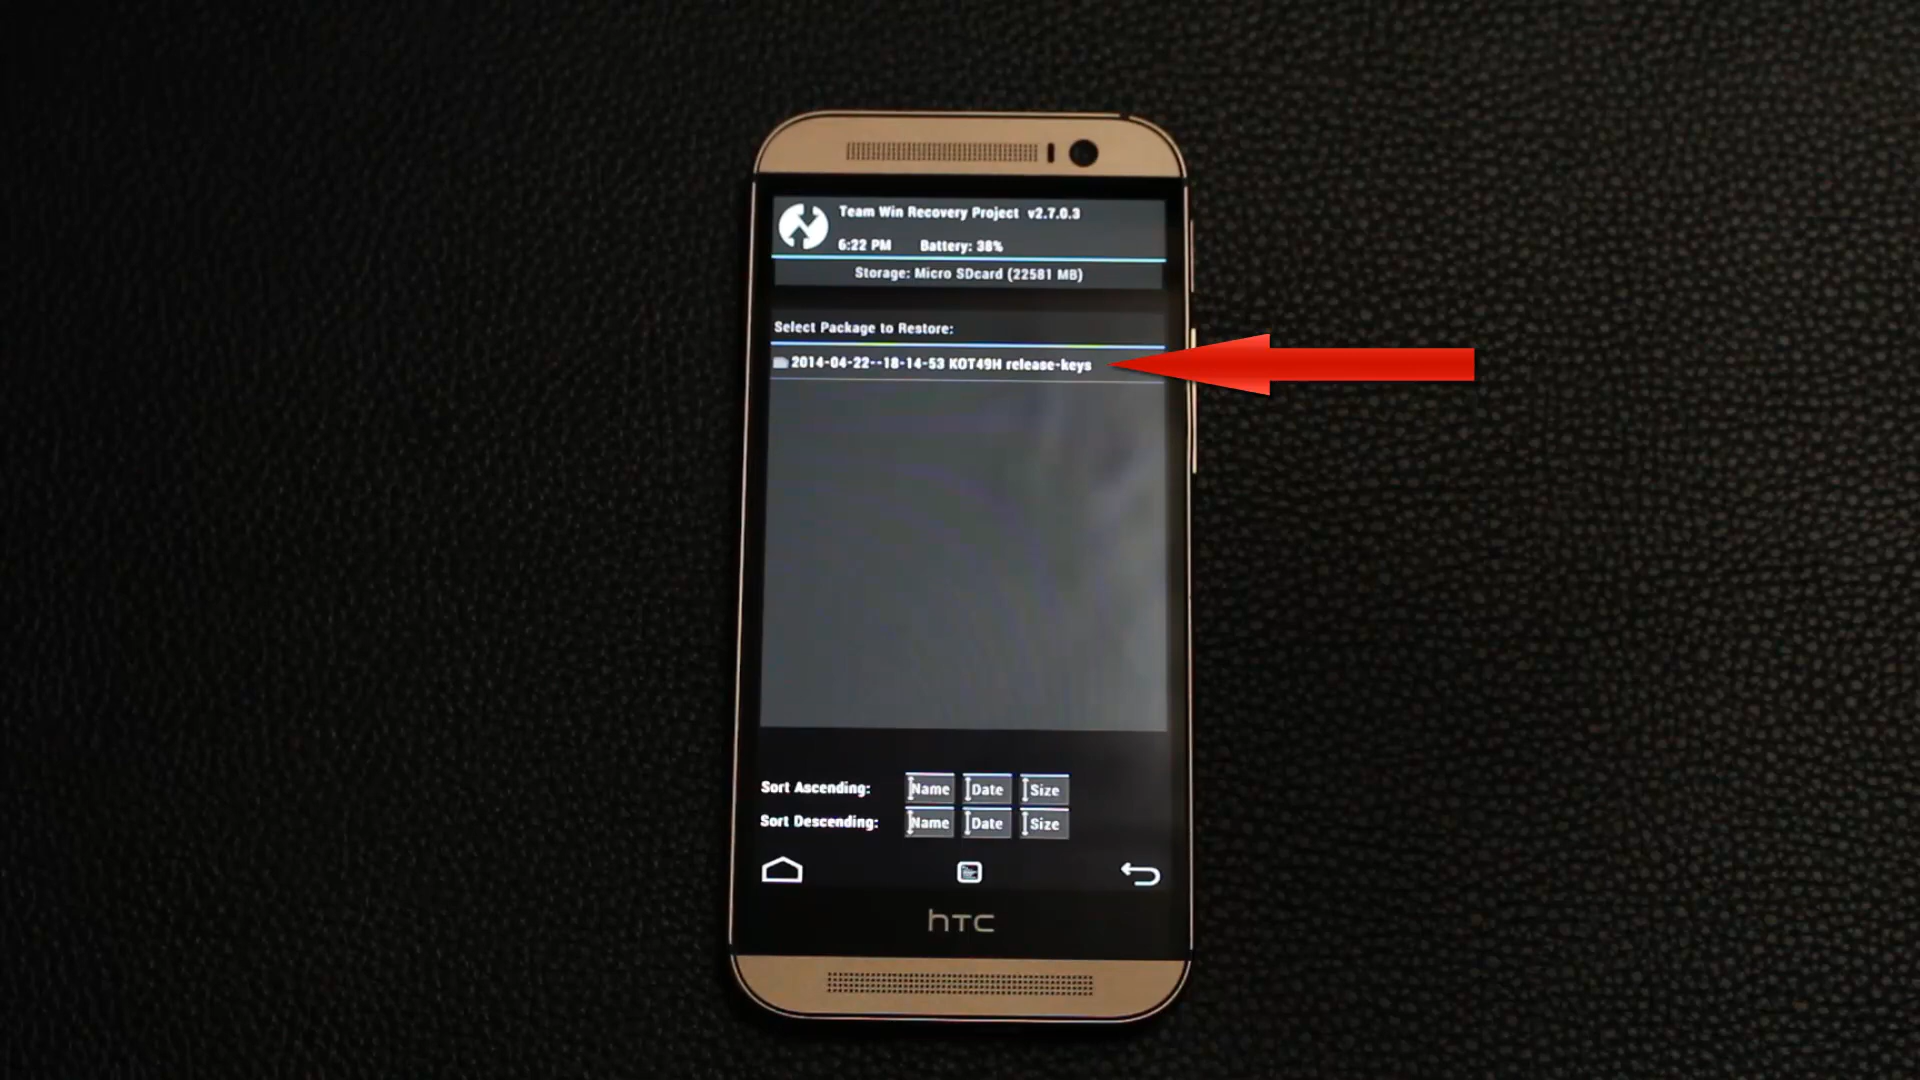 Team Win Recovery Project v2.7.0.3
6:22 PM Battery: 38%
Storage: Micro SDcard (22581 MB)
Select Package to Restore:
2014-04-22--18-14-53 KOT49H release-keys
Sort Ascending: Name Date Size
Sort Descending: Name Date Size
hTC